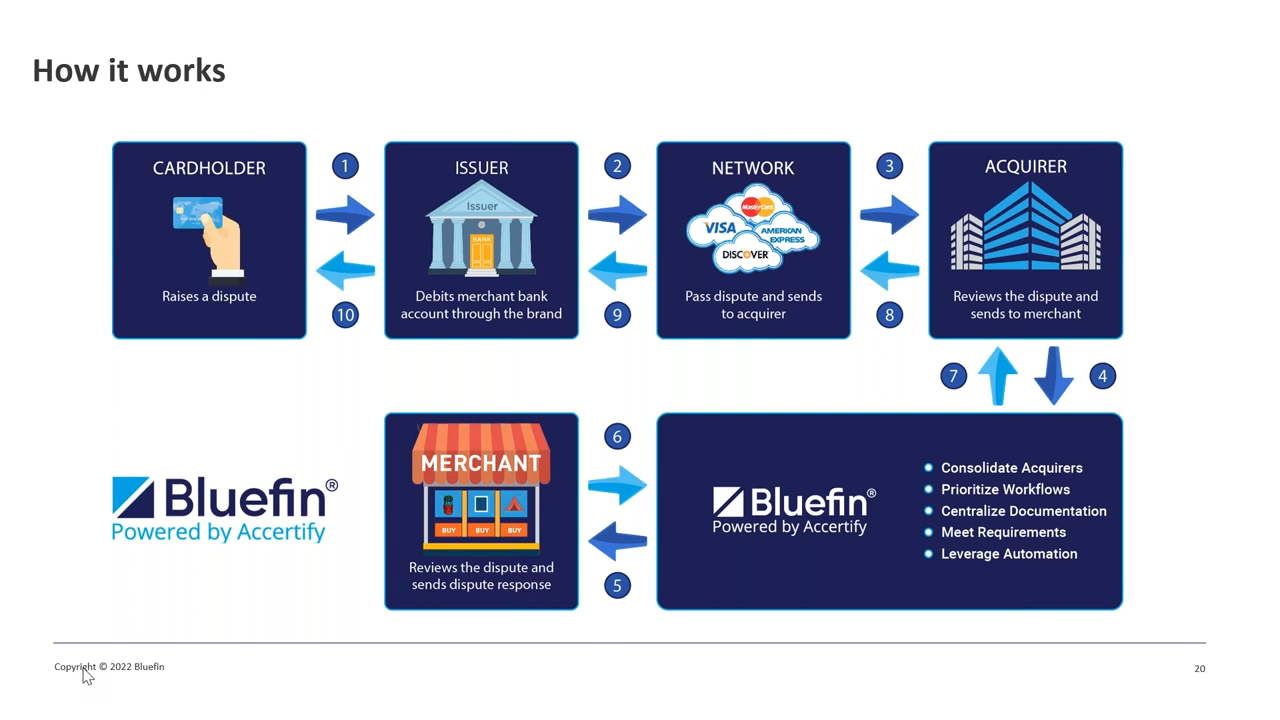 How it works
CARDHOLDER
Raises a dispute
1
10
ISSUER
Issuer
BANK
Debits merchant bank
account through the brand
2
9
NETWORK
MasterCard
VISA
AMERICAN
EXPRESS
DISCOVER
Pass dispute and sends
to acquirer
3
8
ACQUIRER
Reviews the dispute and
sends to merchant
7
4
Bluefin®
Powered by Accertify
MERCHANT
BUY
BUY
BUY
Reviews the dispute and
sends dispute response
6
5
Bluefin®
Powered by Accertify
Consolidate Acquirers
Prioritize Workflows
Centralize Documentation
Meet Requirements
Leverage Automation
Copyright © 2022 Bluefin
20